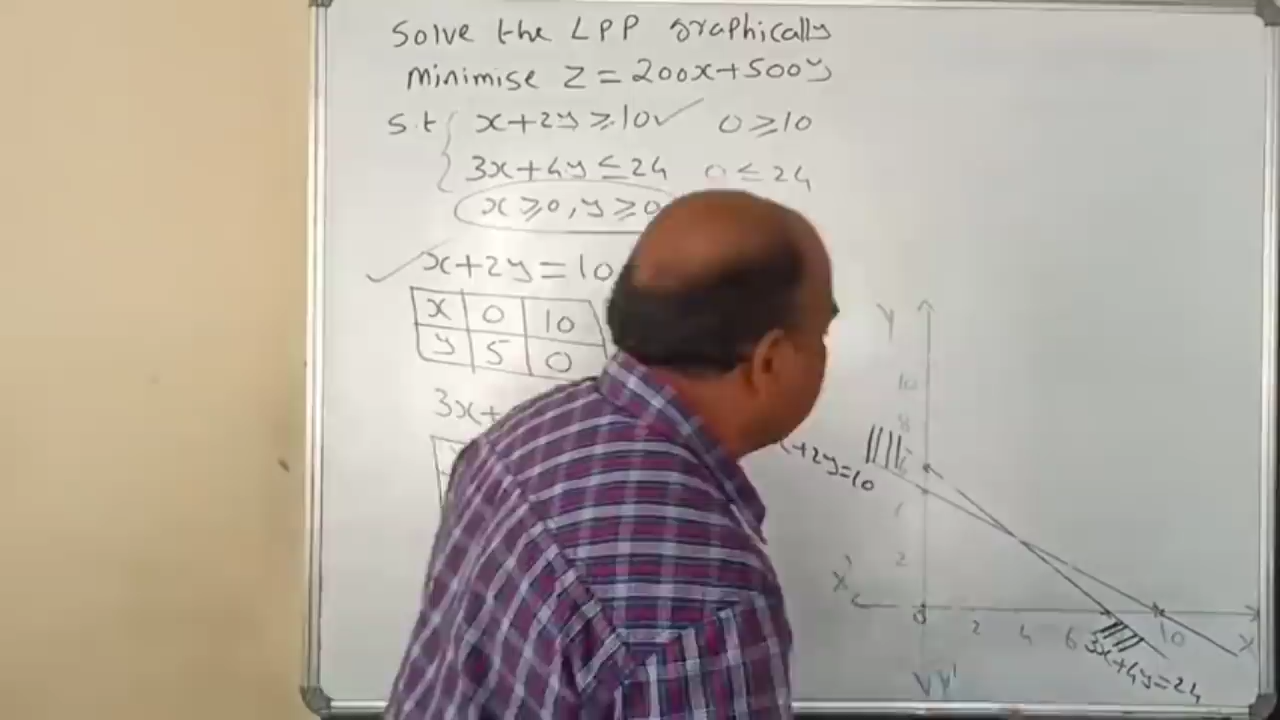 Solve the LPP graphically
Minimise Z = 200x+500y
s.t x+2y ≥ 10 ✓ 0 ≥ 10
3x+4y ≤ 24 0 ≤ 24
x ≥ 0, y ≥ 0
✓ x+2y = 10
x 0 10
y 5 0
3x+
Y
10
8
6
x+2y=10
2
X'
0 2 4 6 10 X
3x+4y=24
Y'